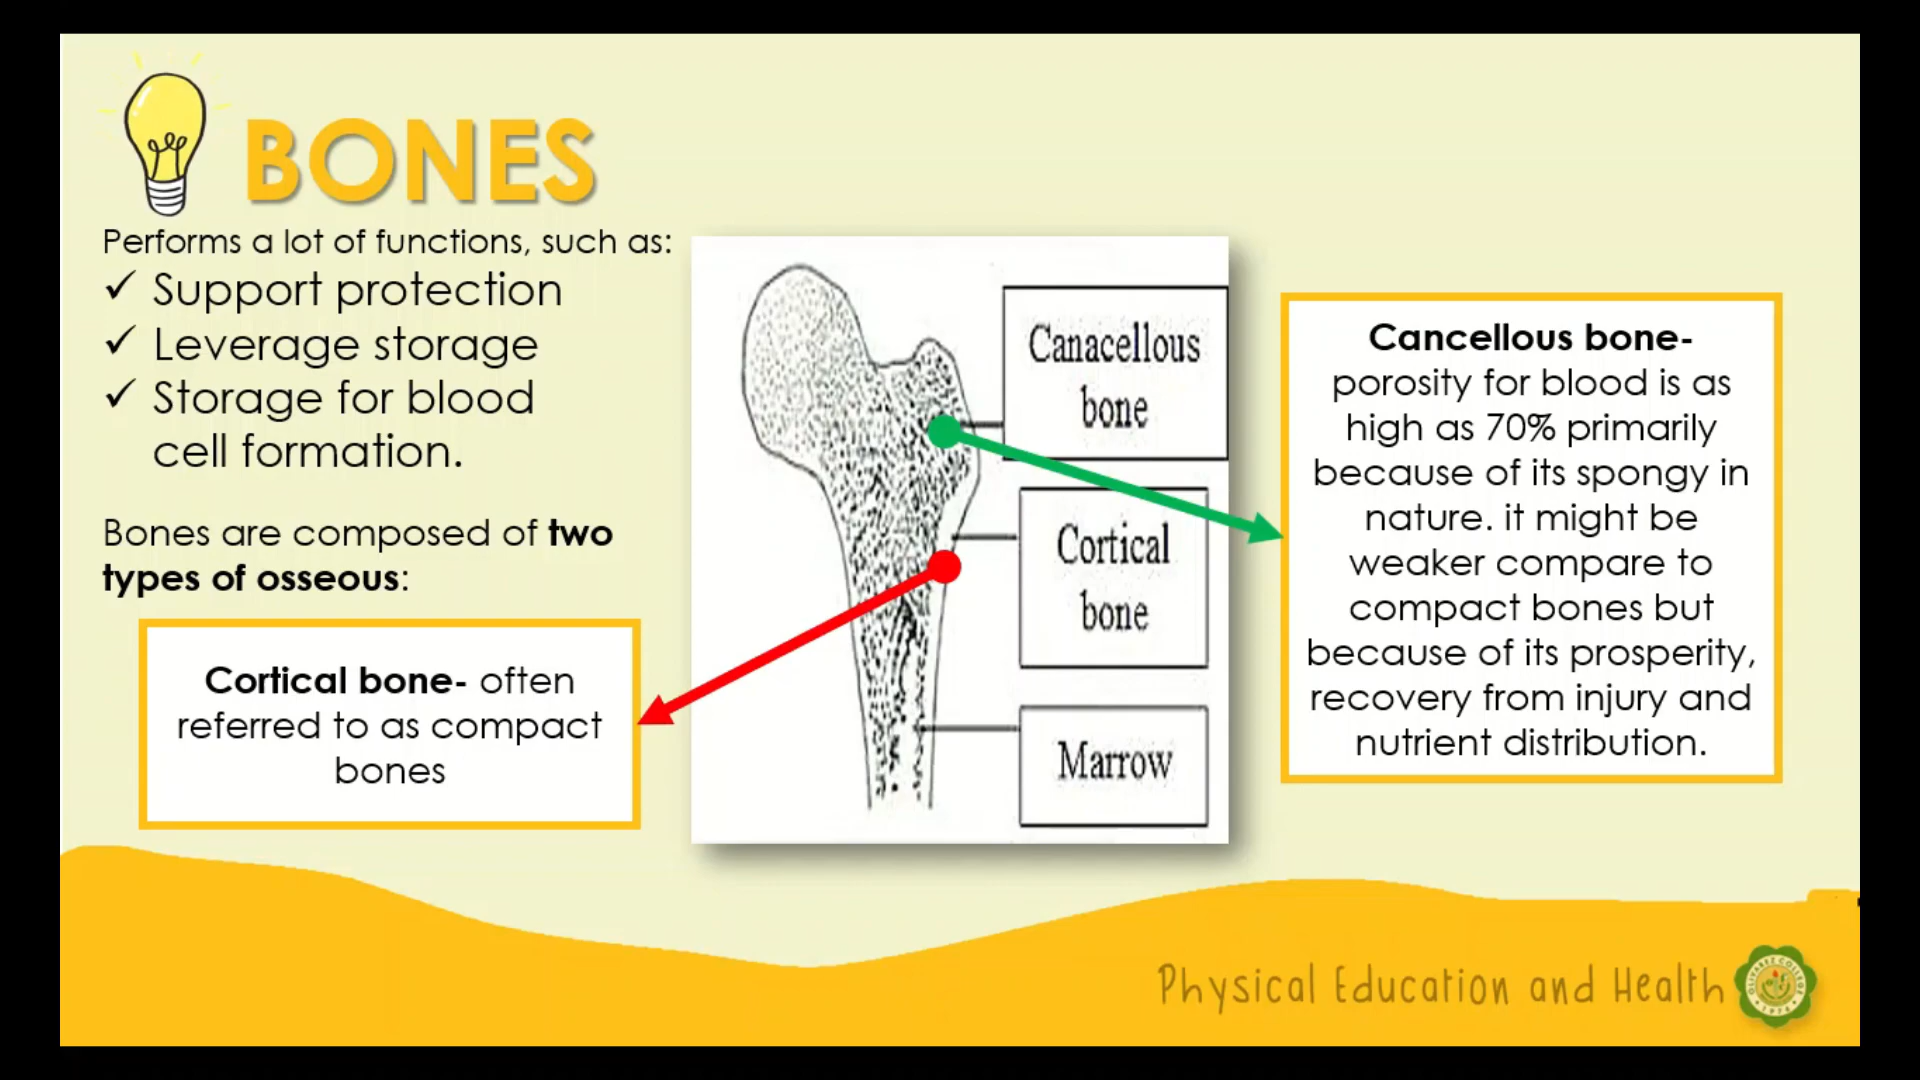 BONES
Performs a lot of functions, such as:
✓ Support protection
✓ Leverage storage
✓ Storage for blood
cell formation.
Bones are composed of two
types of osseous:
Cortical bone- often
referred to as compact
bones
Canacellous
bone
Cortical
bone
Marrow
Cancellous bone-
porosity for blood is as
high as 70% primarily
because of its spongy in
nature. it might be
weaker compare to
compact bones but
because of its prosperity,
recovery from injury and
nutrient distribution.
Physical Education and Health
OLIVAREZ COLLEGE
1976